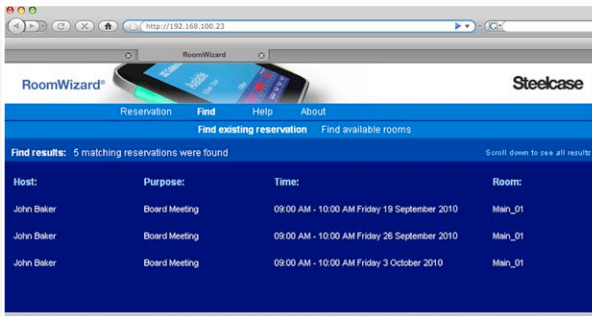 http://192.168.100.23
RoomWizard
RoomWizard®
Steelcase
Reservation Find Help About
Find existing reservation Find available rooms
Find results: 5 matching reservations were found Scroll down to see all results
Host: Purpose: Time: Room:
John Baker Board Meeting 09:00 AM - 10:00 AM Friday 19 September 2010 Main_01
John Baker Board Meeting 09:00 AM - 10:00 AM Friday 26 September 2010 Main_01
John Baker Board Meeting 09:00 AM - 10:00 AM Friday 3 October 2010 Main_01